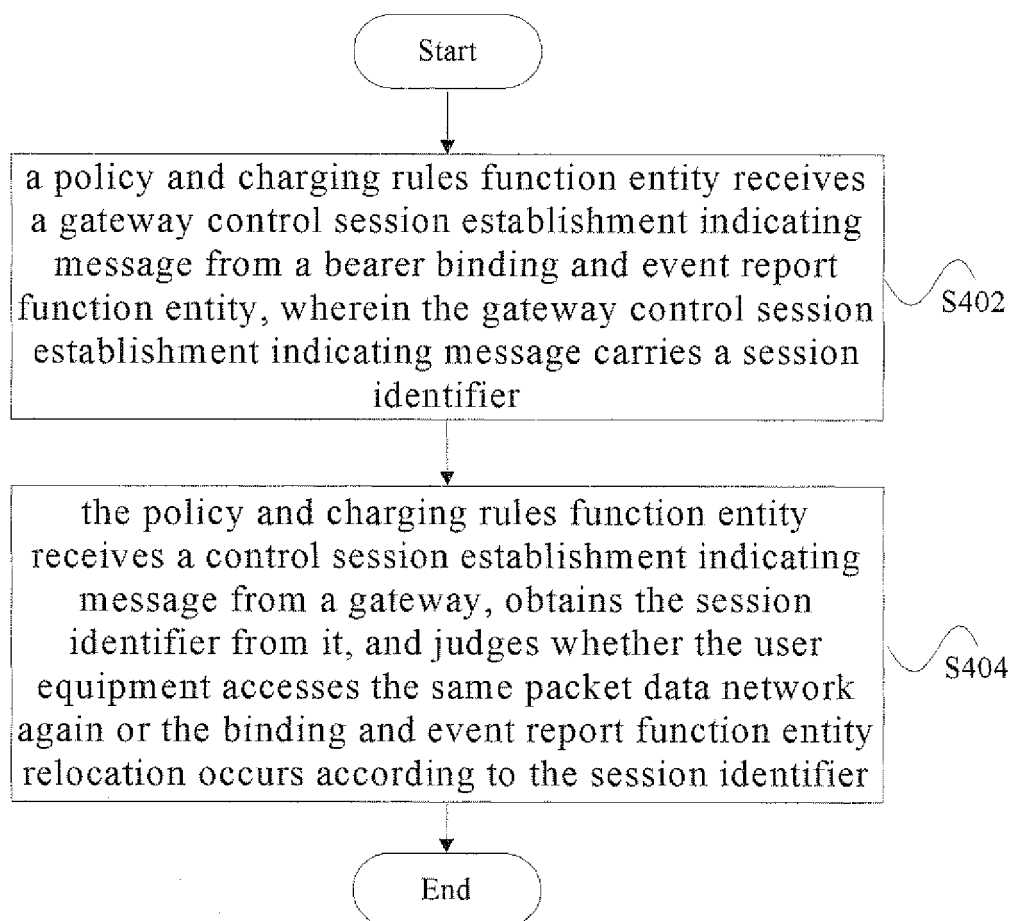 Start
a policy and charging rules function entity receives
a gateway control session establishment indicating
message from a bearer binding and event report
function entity, wherein the gateway control session
establishment indicating message carries a session
identifier
S402
the policy and charging rules function entity
receives a control session establishment indicating
message from a gateway, obtains the session
identifier from it, and judges whether the user
equipment accesses the same packet data network
again or the binding and event report function entity
relocation occurs according to the session identifier
S404
End